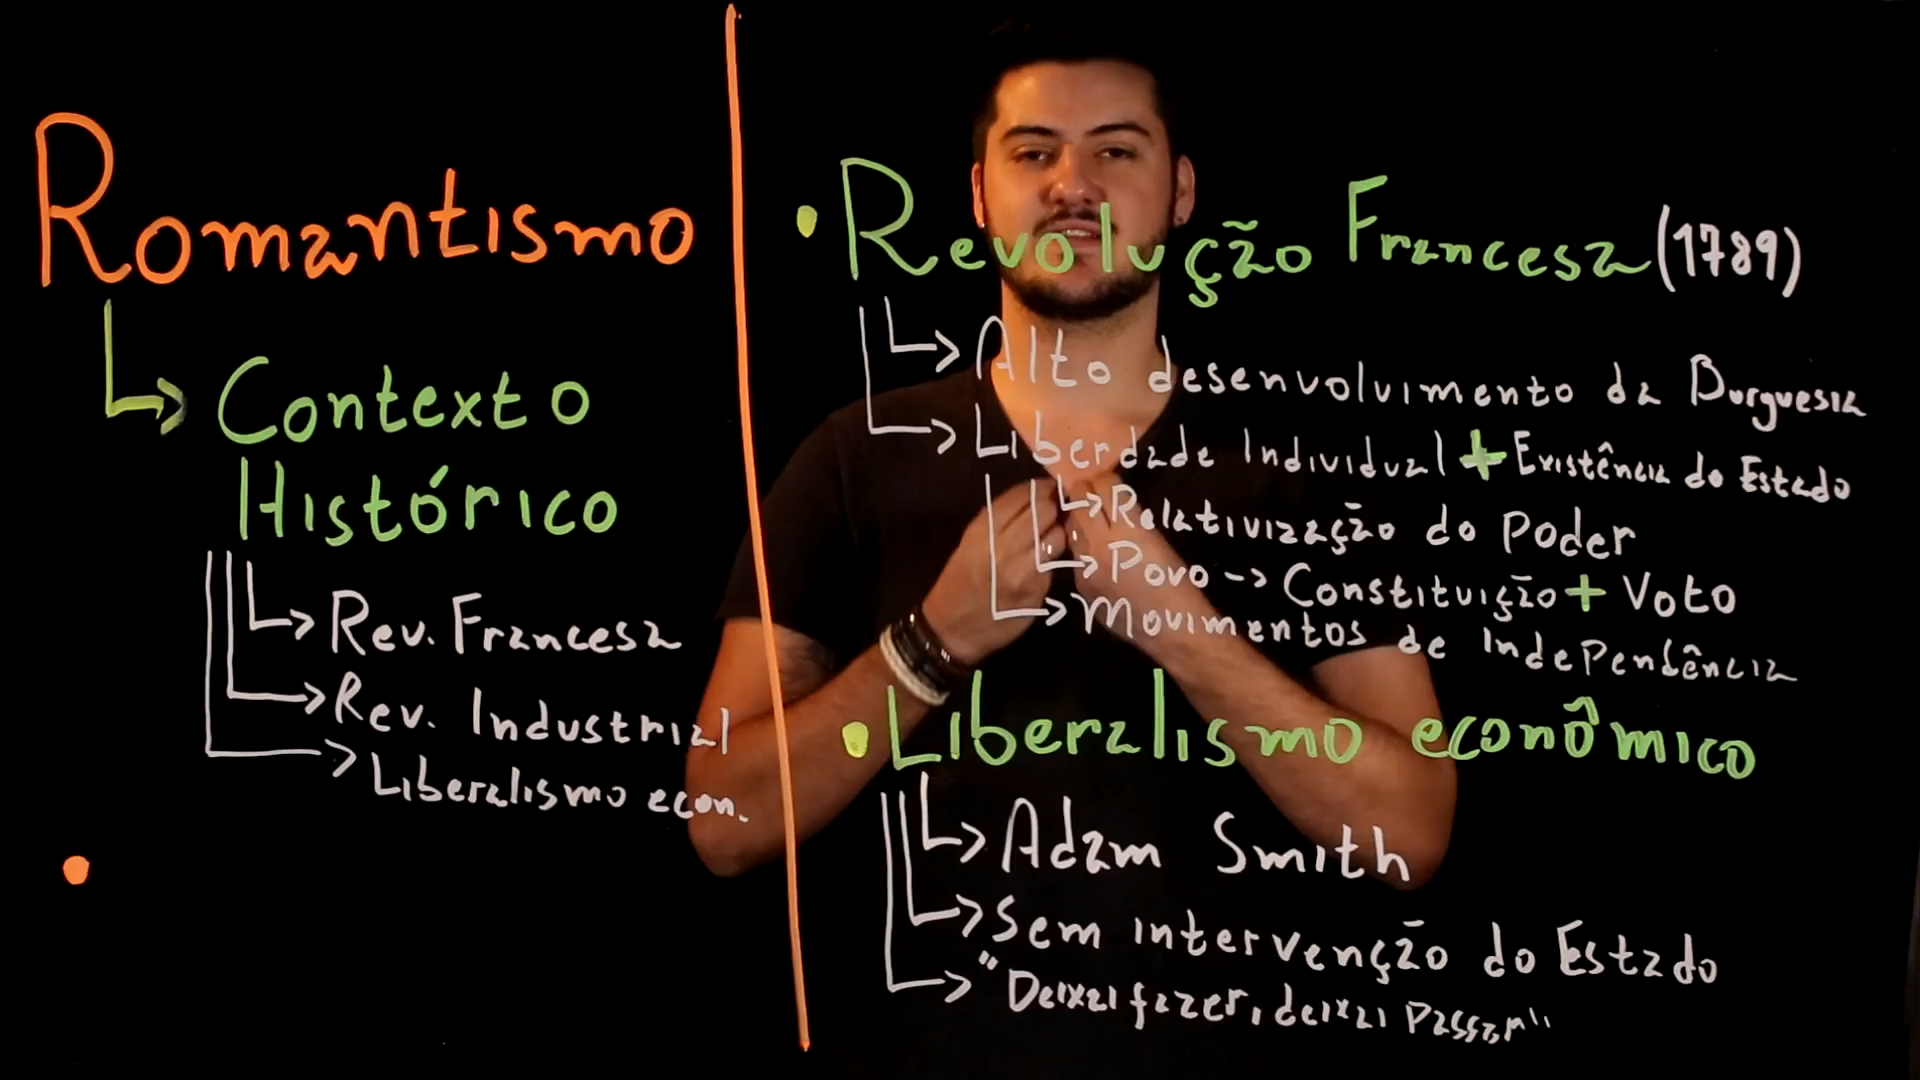 Romantismo
Contexto
Histórico
Rev. Francesa
Rev. Industrial
Liberalismo econ.
Revolução Francesa (1789)
Alto desenvolvimento da Burguesia
Liberdade Individual + Existência do Estado
Relativização do poder
Povo -> Constituição + Voto
Movimentos de independência
Liberalismo econômico
Adam Smith
Sem intervenção do Estado
"Deixai fazer, deixai passar"